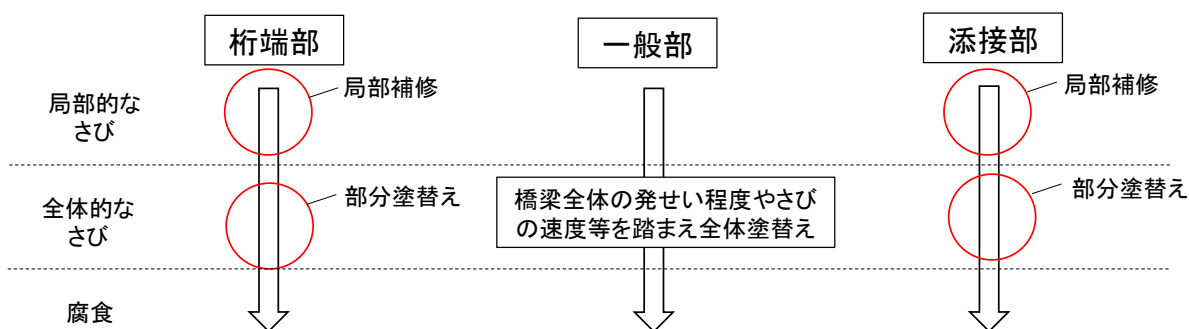 桁端部
一般部
添接部
局部的な
さび
局部補修
局部補修
全体的な
さび
部分塗替え
橋梁全体の発せい程度やさび
の速度等を踏まえ全体塗替え
部分塗替え
腐食